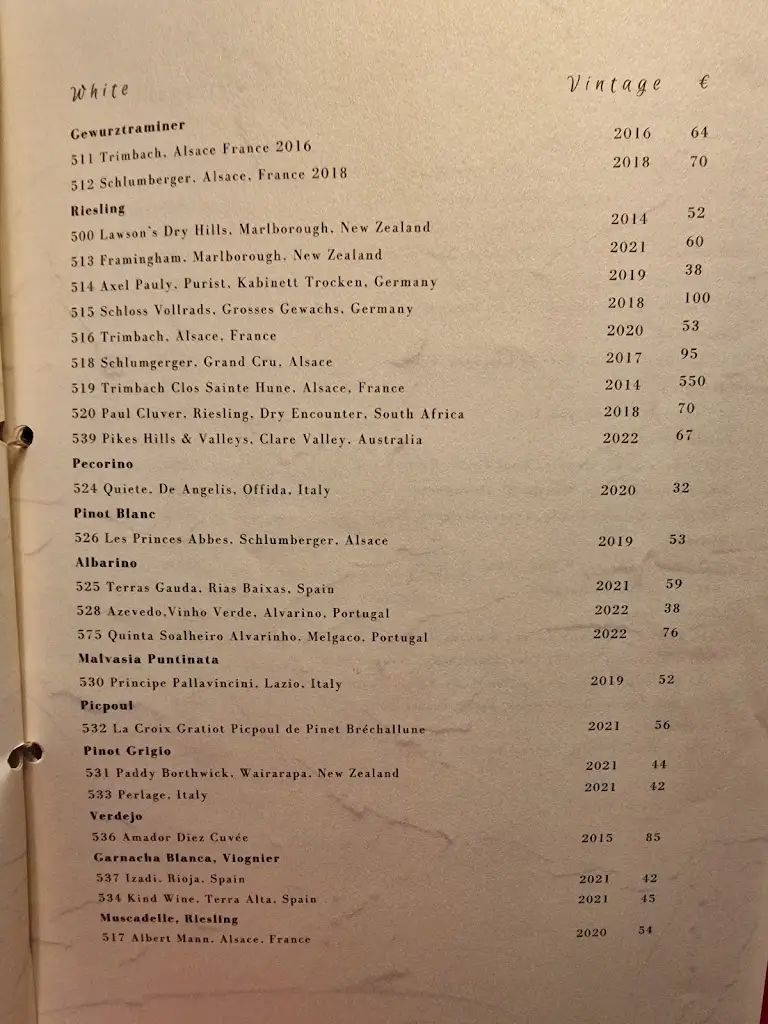 White Vintage €
Gewurztraminer
511 Trimbach, Alsace France 2016 2016 64
512 Schlumberger, Alsace, France 2018 2018 70
Riesling
500 Lawson's Dry Hills, Marlborough, New Zealand 2014 52
513 Framingham, Marlborough, New Zealand 2021 60
514 Axel Pauly, Purist, Kabinett Trocken, Germany 2019 38
515 Schloss Vollrads, Grosses Gewachs, Germany 2018 100
516 Trimbach, Alsace, France 2020 53
518 Schlumgerger, Grand Cru, Alsace 2017 95
519 Trimbach Clos Sainte Hune, Alsace, France 2014 550
520 Paul Cluver, Riesling, Dry Encounter, South Africa 2018 70
539 Pikes Hills & Valleys, Clare Valley, Australia 2022 67
Pecorino
524 Quiete, De Angelis, Offida, Italy 2020 32
Pinot Blanc
526 Les Princes Abbes, Schlumberger, Alsace 2019 53
Albarino
525 Terras Gauda, Rias Baixas, Spain 2021 59
528 Azevedo,Vinho Verde, Alvarino, Portugal 2022 38
575 Quinta Soalheiro Alvarinho, Melgaco, Portugal 2022 76
Malvasia Puntinata
530 Principe Pallavincini, Lazio, Italy 2019 52
Picpoul
532 La Croix Gratiot Picpoul de Pinet Bréchallune 2021 56
Pinot Grigio
531 Paddy Borthwick, Wairarapa, New Zealand 2021 44
533 Perlage, Italy 2021 42
Verdejo
536 Amador Diez Cuvée 2015 85
Garnacha Blanca, Viognier
537 Izadi, Rioja, Spain 2021 42
534 Kind Wine, Terra Alta, Spain 2021 45
Muscadelle, Riesling
517 Albert Mann, Alsace, France 2020 54